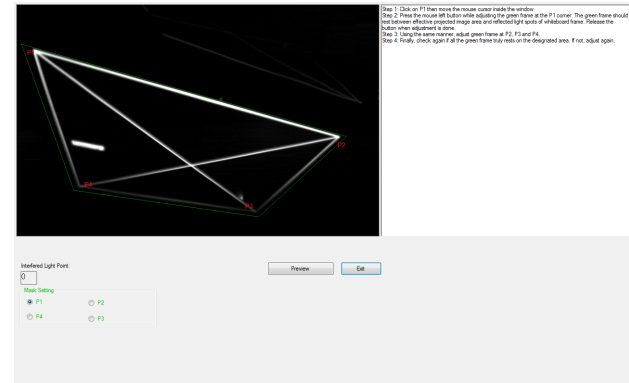 Step 1: Click on P1 then move the mouse cursor inside the window.
Step 2: Press the mouse left button while adjusting the green frame at the P1 corner. The green frame should
rest between effective projected image area and reflected light spots of whiteboard frame. Release the
button when adjustment is done.
Step 3: Using the same manner, adjust green frame at P2, P3 and P4.
Step 4: Finally, check again if all the green frame truly rests on the designated area. If not, adjust again.
P2
P4
P3
Interfered Light Point:
0
Preview
Exit
Mask Setting
P1
P2
P4
P3